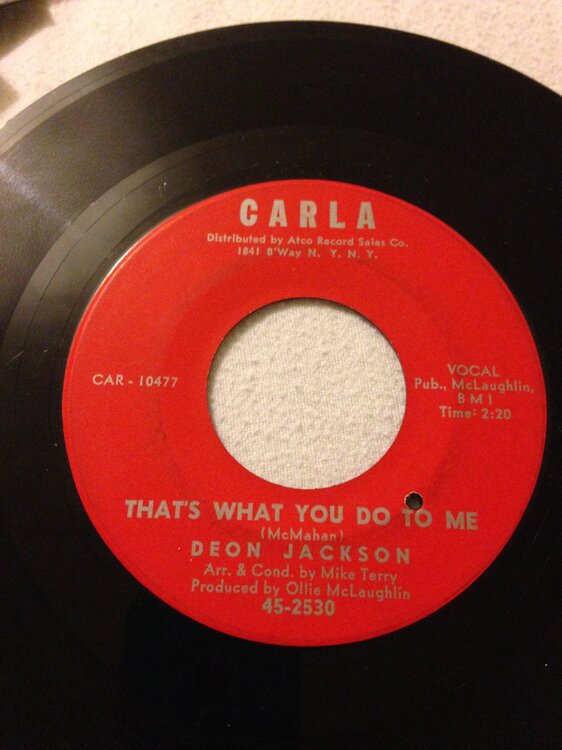 CARLA
Distributed by Atco Record Sales Co.
1841 B'Way N. Y. N. Y.
CAR - 10477
VOCAL
Pub., McLaughlin,
BMI
Time: 2:20
THAT'S WHAT YOU DO TO ME
(McMahan)
DEON JACKSON
Arr. & Cond. by Mike Terry
Produced by Ollie McLaughlin
45-2530